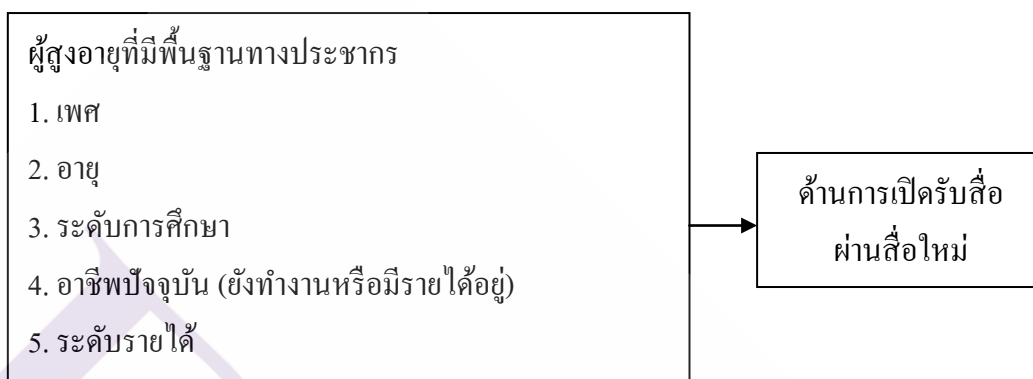 ผู้สูงอายุที่มีพื้นฐานทางประชากร
1. เพศ
2. อายุ
3. ระดับการศึกษา
4. อาชีพปัจจุบัน (ยังทำงานหรือมีรายได้อยู่)
5. ระดับรายได้
ด้านการเปิดรับสื่อ
ผ่านสื่อใหม่